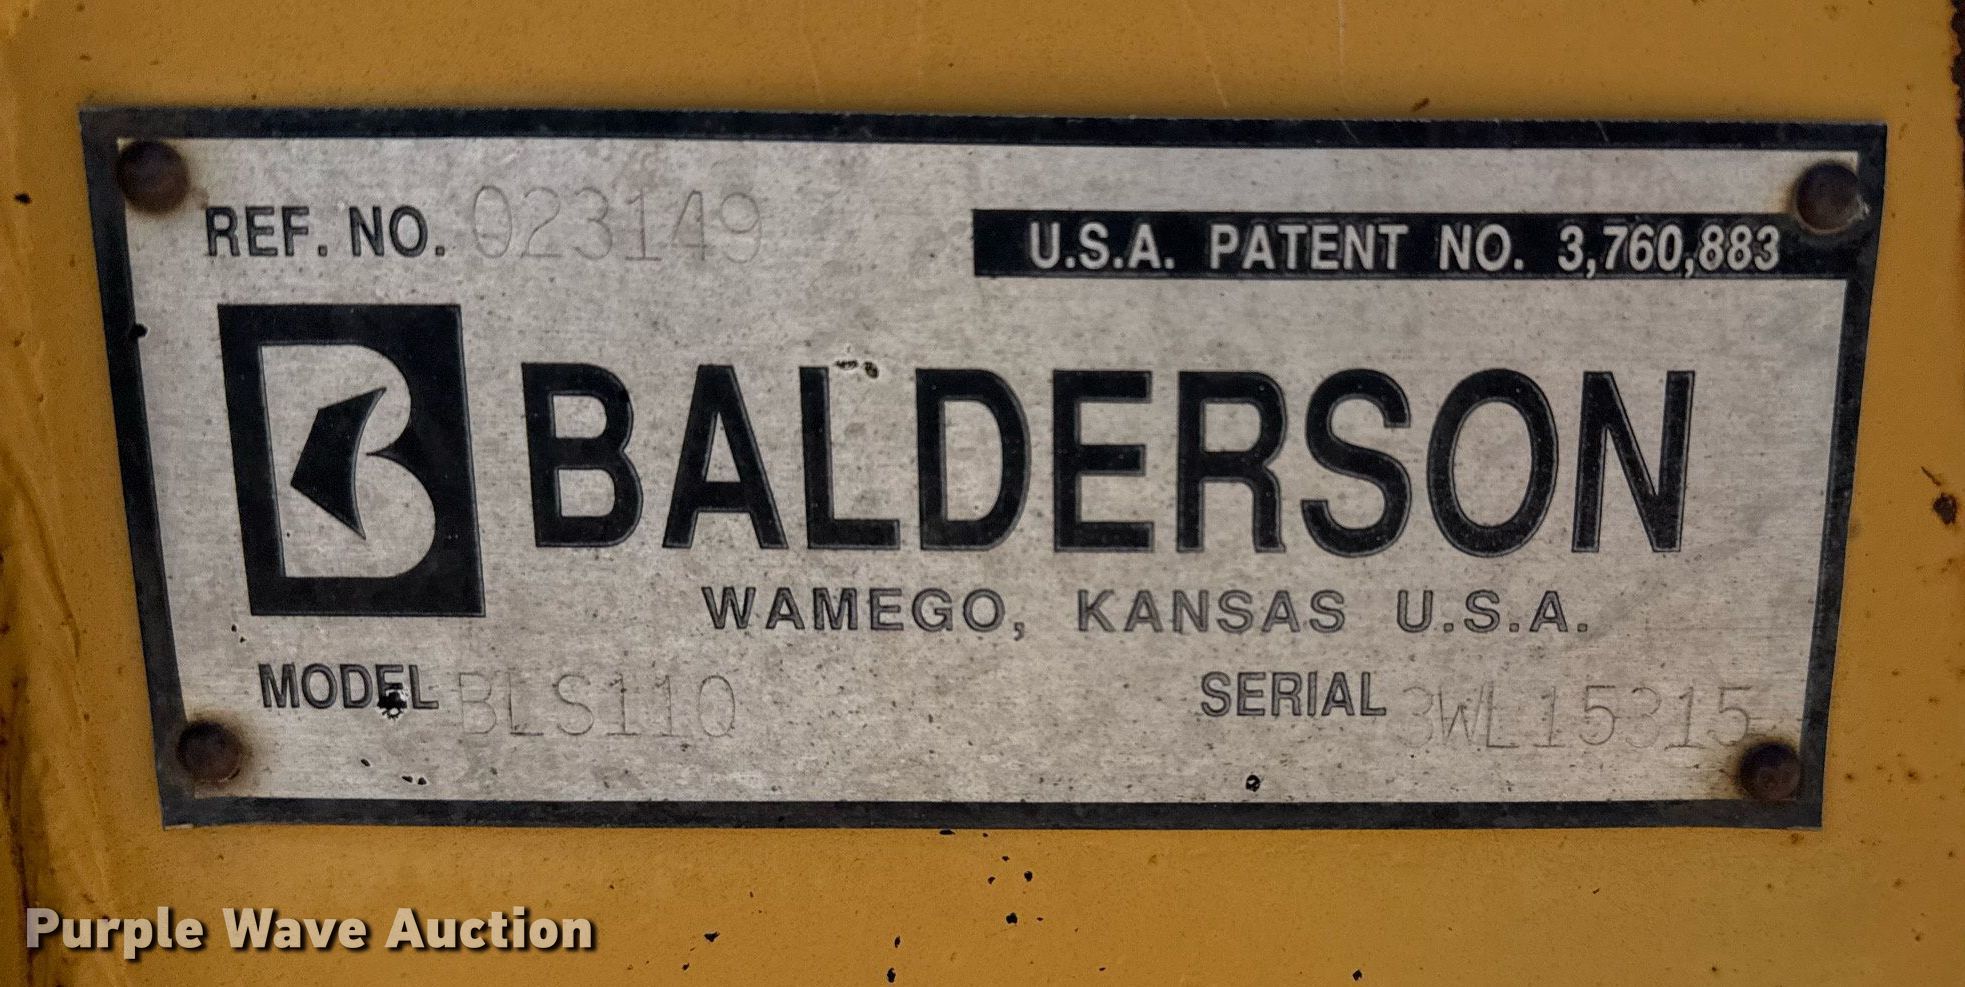 REF. NO. 023149
U.S.A. PATENT NO. 3,760,883
B BALDERSON
WAMEGO, KANSAS U.S.A.
MODEL BLS110 SERIAL 3WL15315
Purple Wave Auction